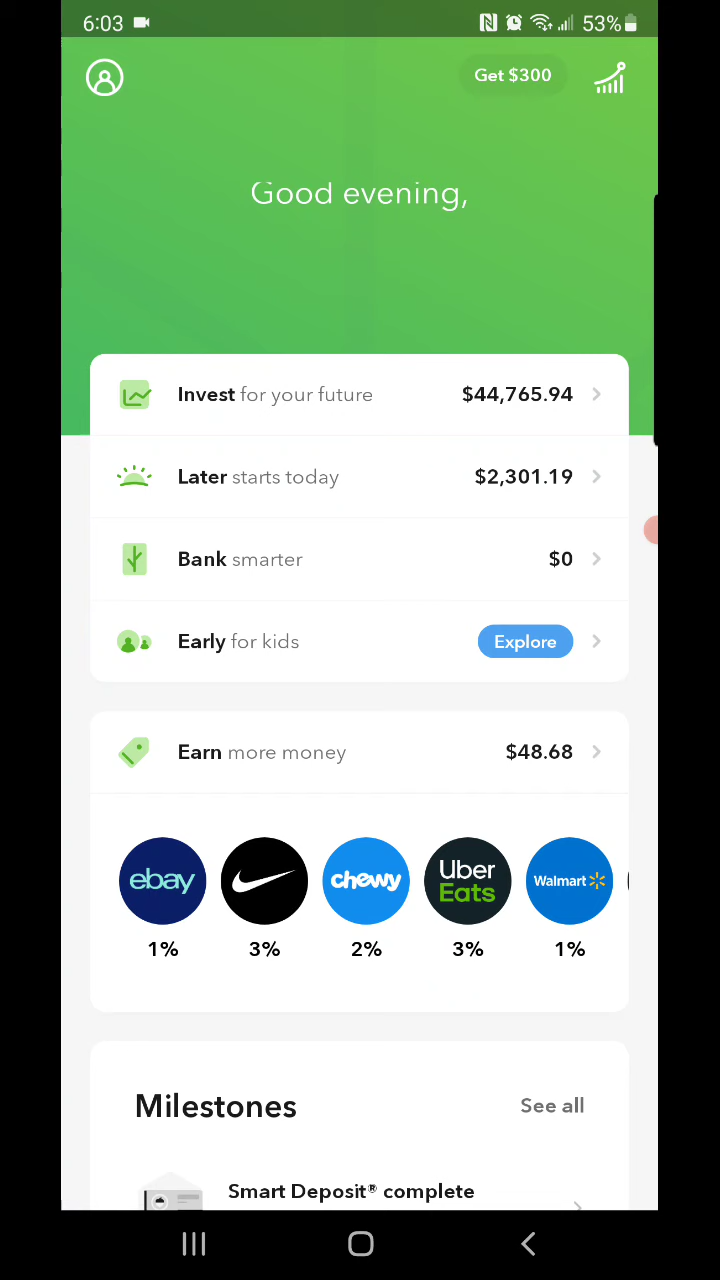 6:03 53%
Get $300
Good evening,
Invest for your future $44,765.94
Later starts today $2,301.19
Bank smarter $0
Early for kids Explore
Earn more money $48.68
ebay chewy Uber Eats Walmart
1% 3% 2% 3% 1%
Milestones See all
Smart Deposit® complete